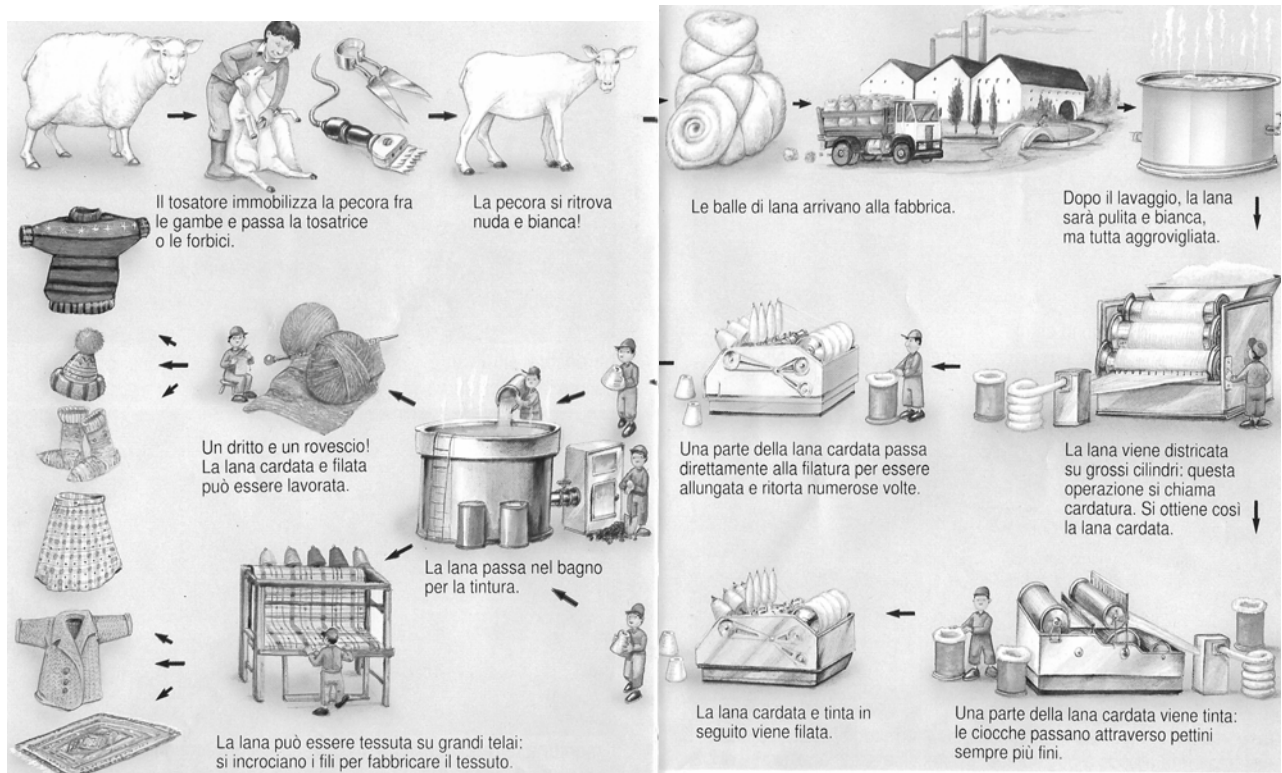 Il tosatore immobilizza la pecora fra
le gambe e passa la tosatrice
o le forbici.
La pecora si ritrova
nuda e bianca!
Le balle di lana arrivano alla fabbrica.
Dopo il lavaggio, la lana
sarà pulita e bianca,
ma tutta aggrovigliata.
La lana viene districata
su grossi cilindri: questa
operazione si chiama
cardatura. Si ottiene così
la lana cardata.
Una parte della lana cardata passa
direttamente alla filatura per essere
allungata e ritorta numerose volte.
Una parte della lana cardata viene tinta:
le ciocche passano attraverso pettini
sempre più fini.
La lana cardata e tinta in
seguito viene filata.
La lana passa nel bagno
per la tintura.
Un dritto e un rovescio!
La lana cardata e filata
può essere lavorata.
La lana può essere tessuta su grandi telai:
si incrociano i fili per fabbricare il tessuto.